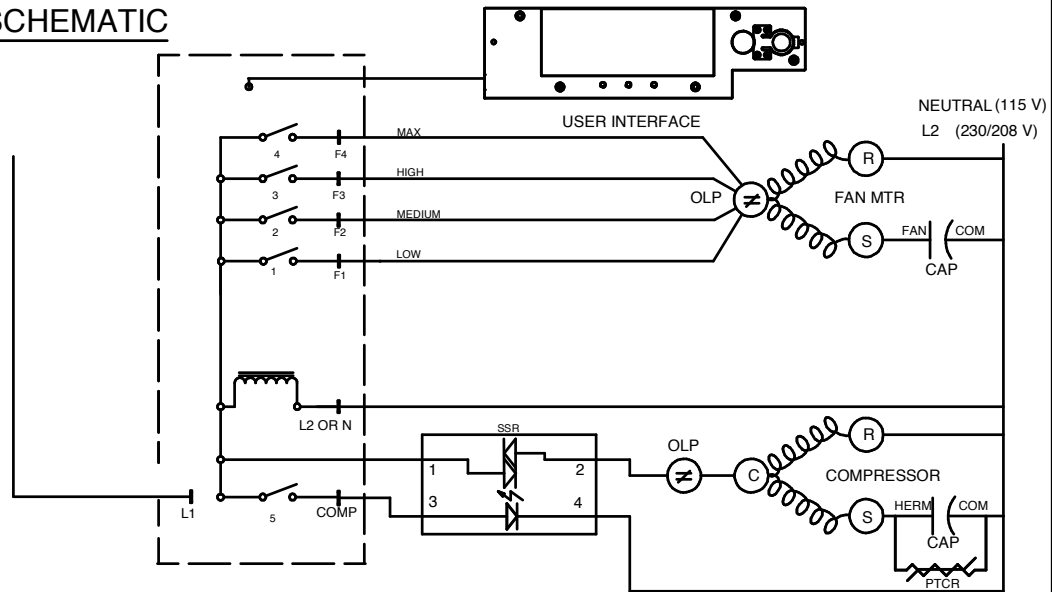 SCHEMATIC
NEUTRAL (115 V)
L2 (230/208 V)
USER INTERFACE
4
F4
MAX
3
F3
HIGH
2
F2
MEDIUM
1
F1
LOW
OLP
R
FAN MTR
S
FAN
COM
CAP
L2 OR N
SSR
1
2
3
4
OLP
C
R
COMPRESSOR
S
HERM
COM
CAP
PTCR
L1
5
COMP